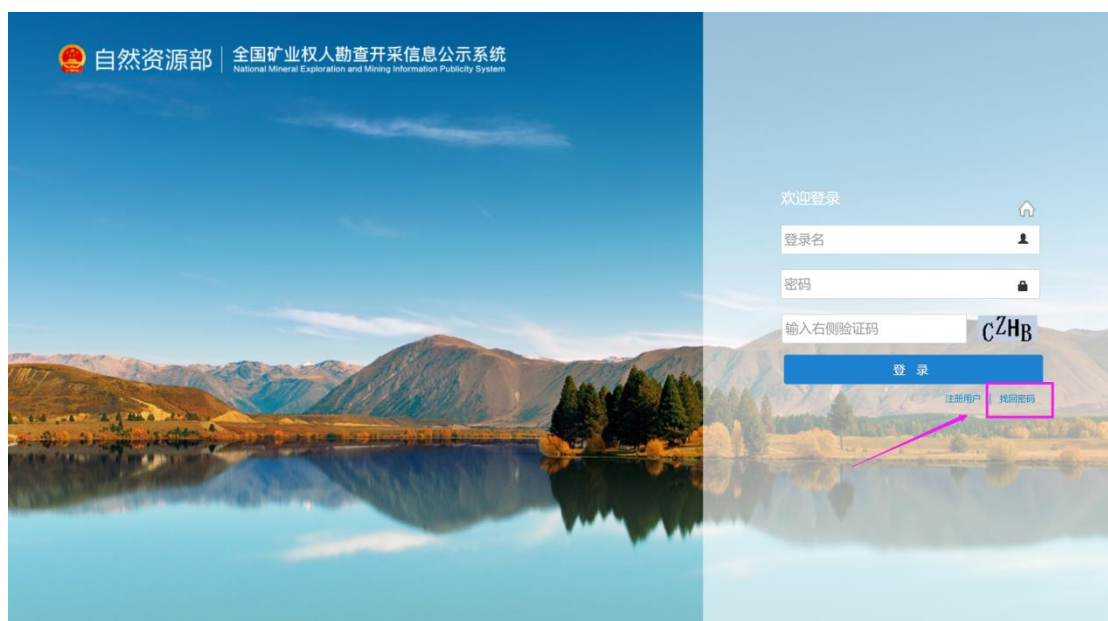 自然资源部
全国矿业权人勘查开采信息公示系统
National Mineral Exploration and Mining Information Publicity System
欢迎登录
登录名
密码
输入右侧验证码
CZHB
登 录
注册用户 | 找回密码